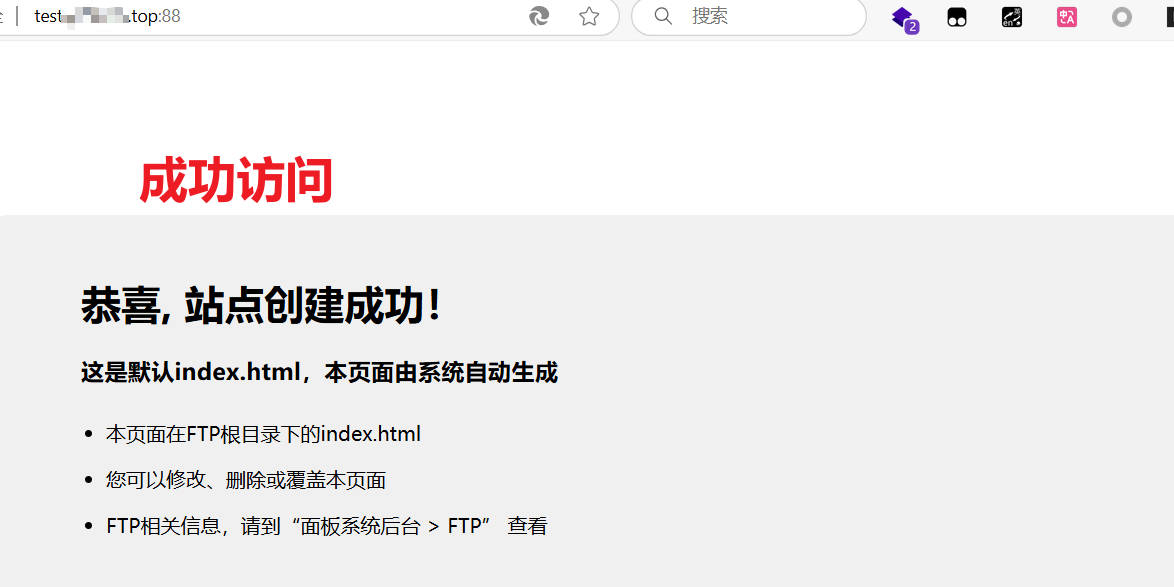 test
.top:88
搜索
2
成功访问
恭喜, 站点创建成功！
这是默认index.html，本页面由系统自动生成
本页面在FTP根目录下的index.html
您可以修改、删除或覆盖本页面
FTP相关信息，请到“面板系统后台 > FTP” 查看